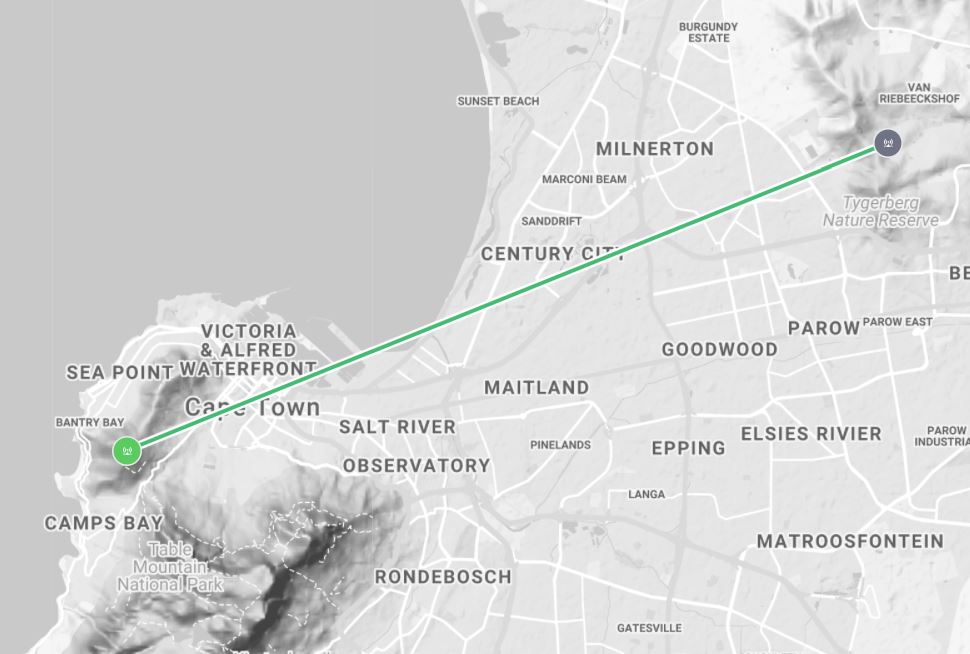 BURGUNDY
ESTATE
VAN
RIEBEECKSHOF
SUNSET BEACH
MILNERTON
MARCONI BEAM
Tygerberg
Nature Reserve
SANDDRIFT
CENTURY CITY
BE
VICTORIA
& ALFRED
WATERFRONT
PAROW
PAROW EAST
GOODWOOD
SEA POINT
MAITLAND
Cape Town
BANTRY BAY
SALT RIVER
ELSIES RIVIER
PAROW
INDUSTRIA
PINELANDS
EPPING
OBSERVATORY
LANGA
CAMPS BAY
MATROOSFONTEIN
Table
Mountain
National Park
RONDEBOSCH
GATESVILLE